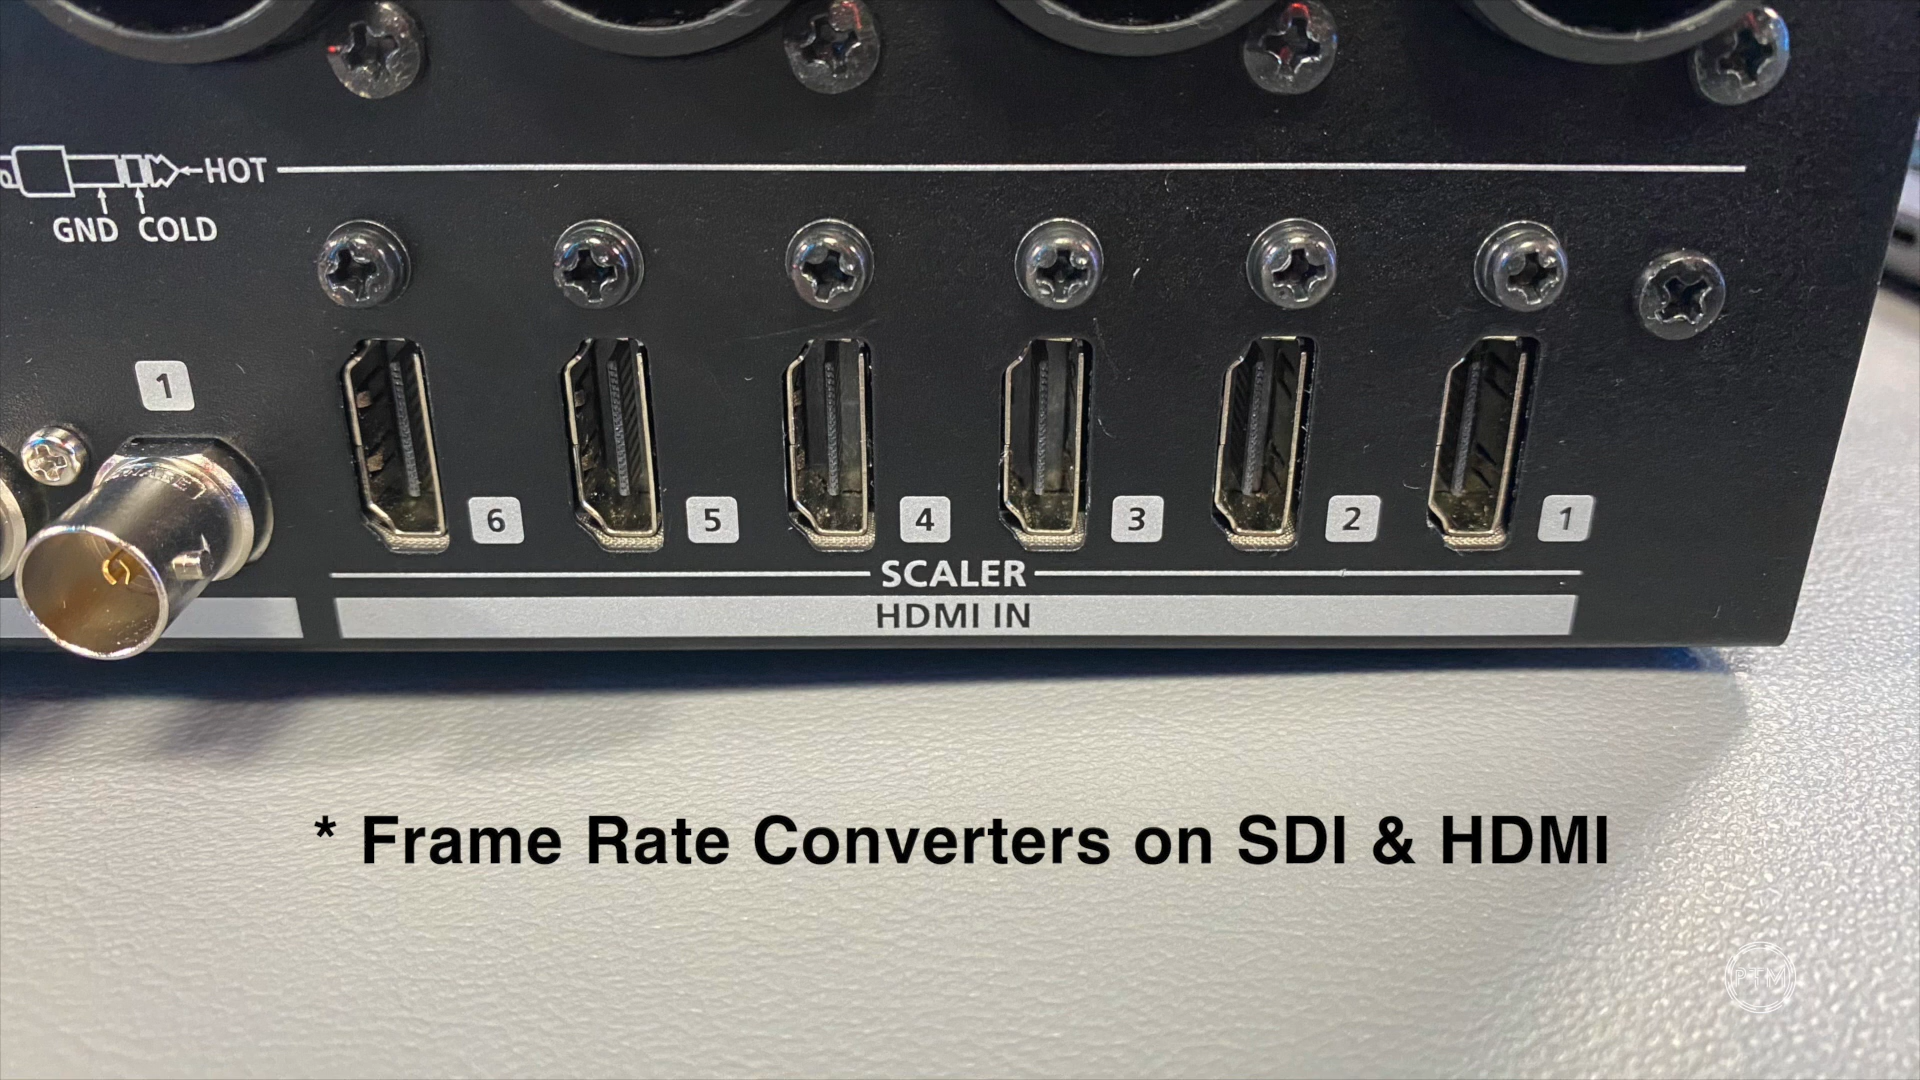 HOT
GND COLD
1
6 5 4 3 2 1
SCALER
HDMI IN
* Frame Rate Converters on SDI & HDMI
PTM